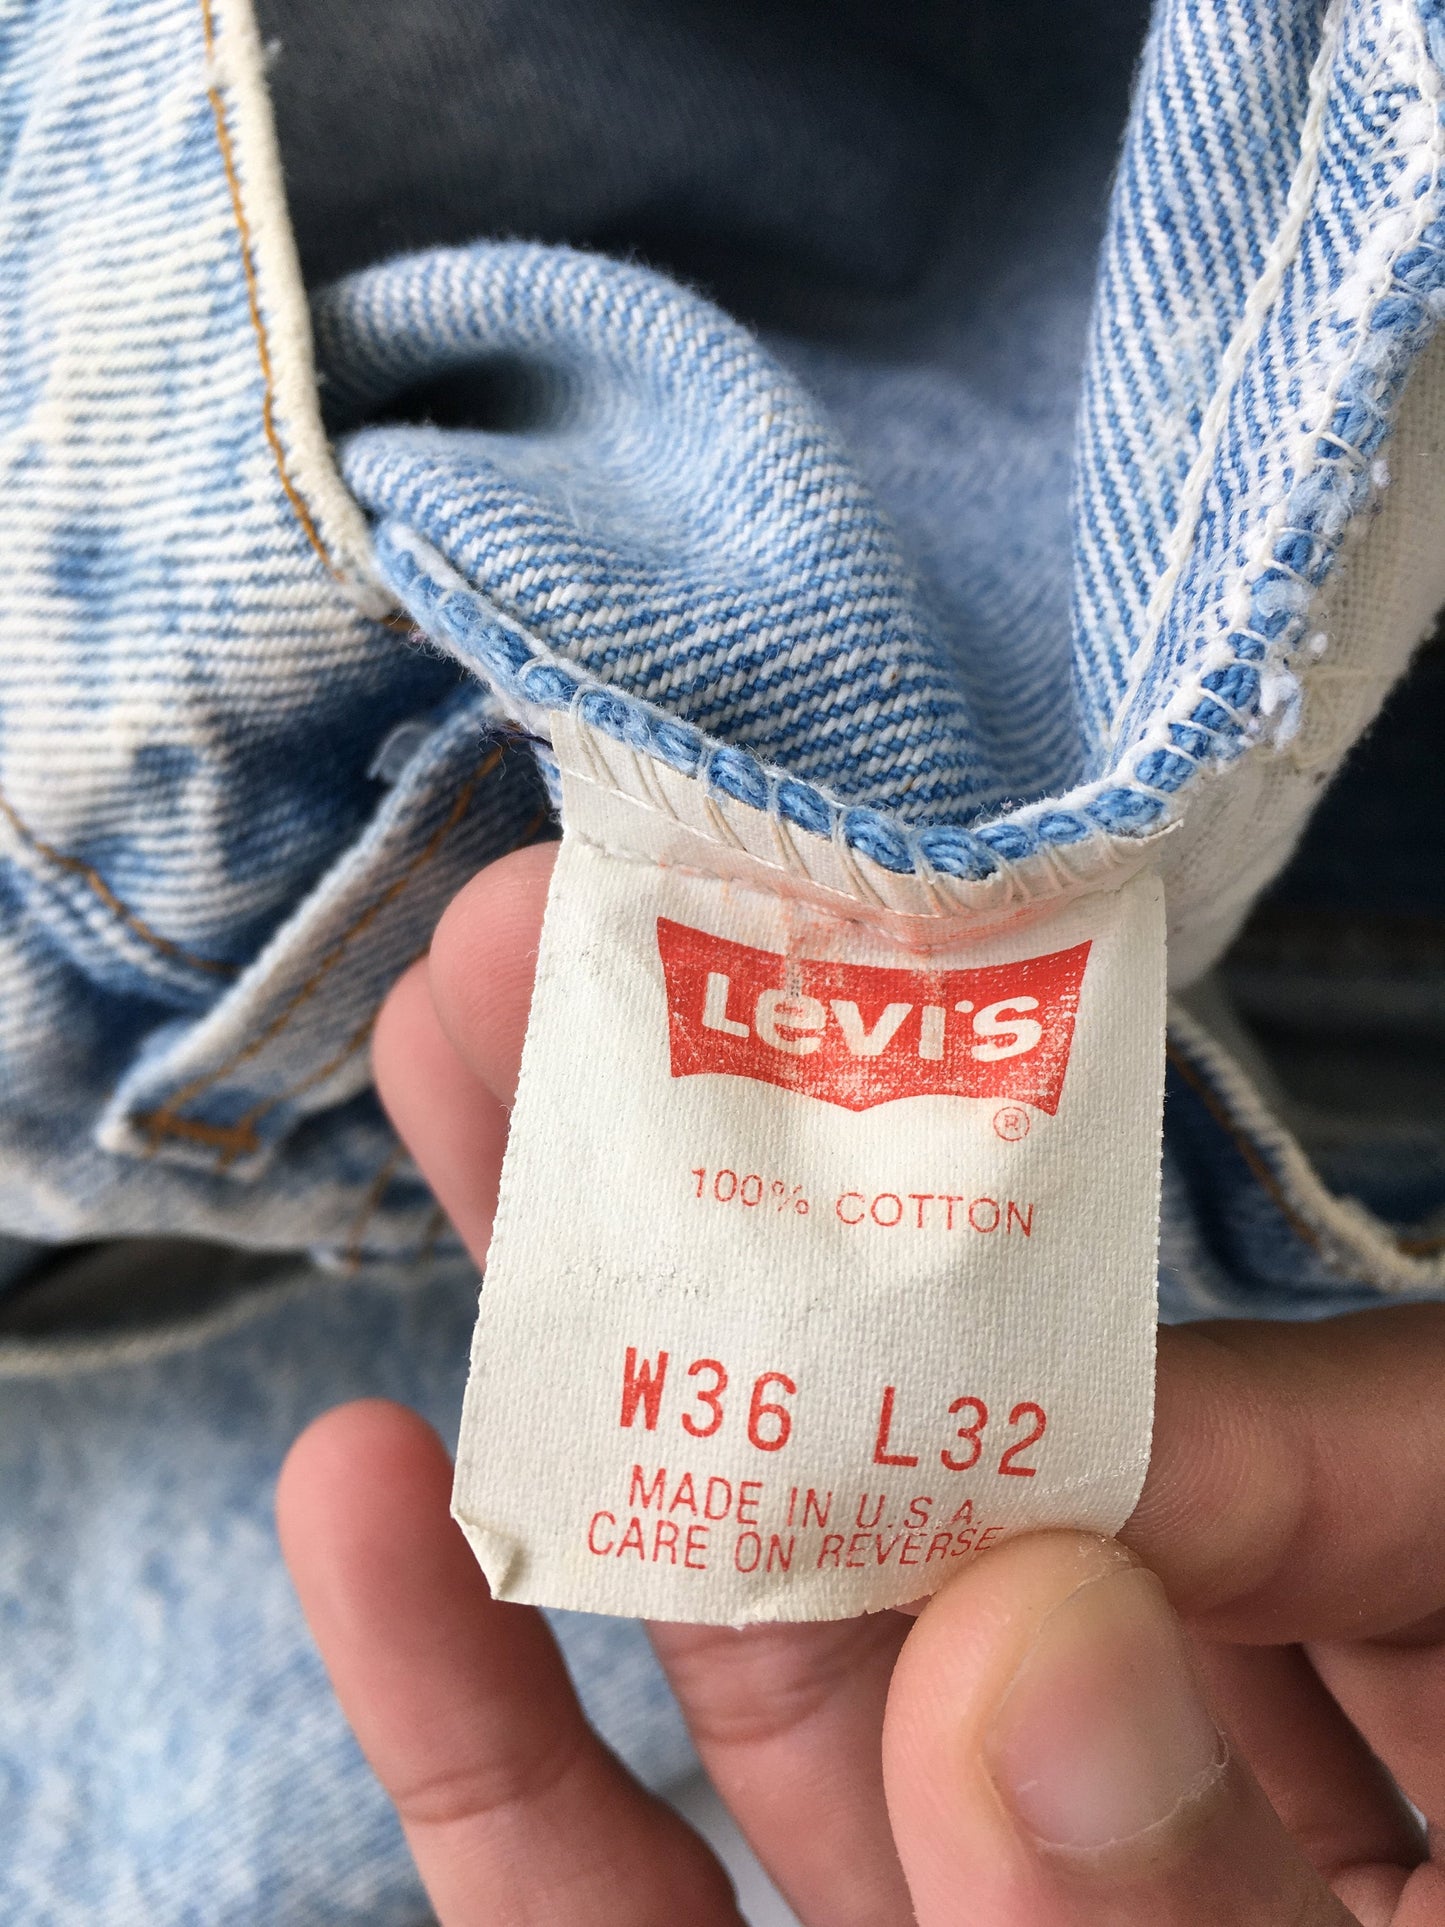 Levi's
®
100% COTTON
W36 L32
MADE IN U.S.A.
CARE ON REVERSE